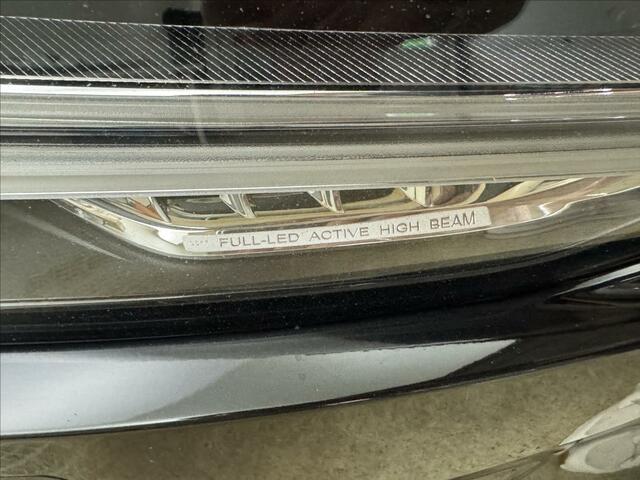 FULL-LED ACTIVE HIGH BEAM